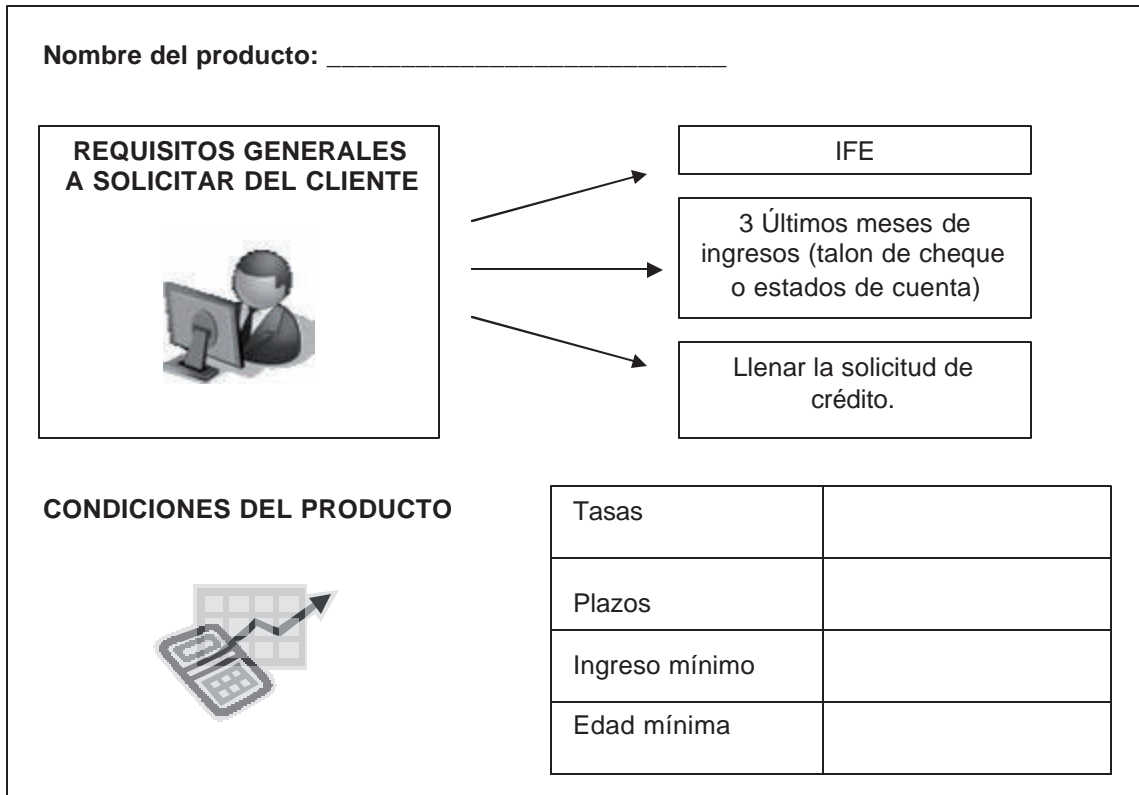 Nombre del producto: ___________________________
REQUISITOS GENERALES
A SOLICITAR DEL CLIENTE
IFE
3 Últimos meses de
ingresos (talon de cheque
o estados de cuenta)
Llenar la solicitud de
crédito.
CONDICIONES DEL PRODUCTO
Tasas
Plazos
Ingreso mínimo
Edad mínima